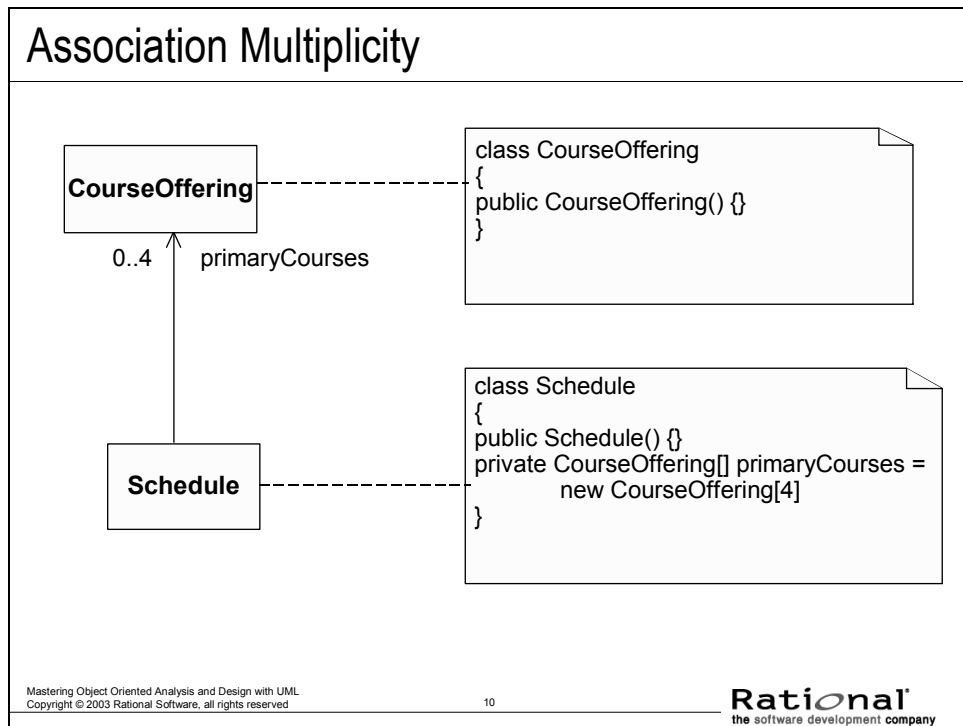 Association Multiplicity
CourseOffering
0..4 primaryCourses
Schedule
class CourseOffering
{
public CourseOffering() {}
}
class Schedule
{
public Schedule() {}
private CourseOffering[] primaryCourses =
new CourseOffering[4]
}
Mastering Object Oriented Analysis and Design with UML
Copyright © 2003 Rational Software, all rights reserved
10
Rational
the software development company